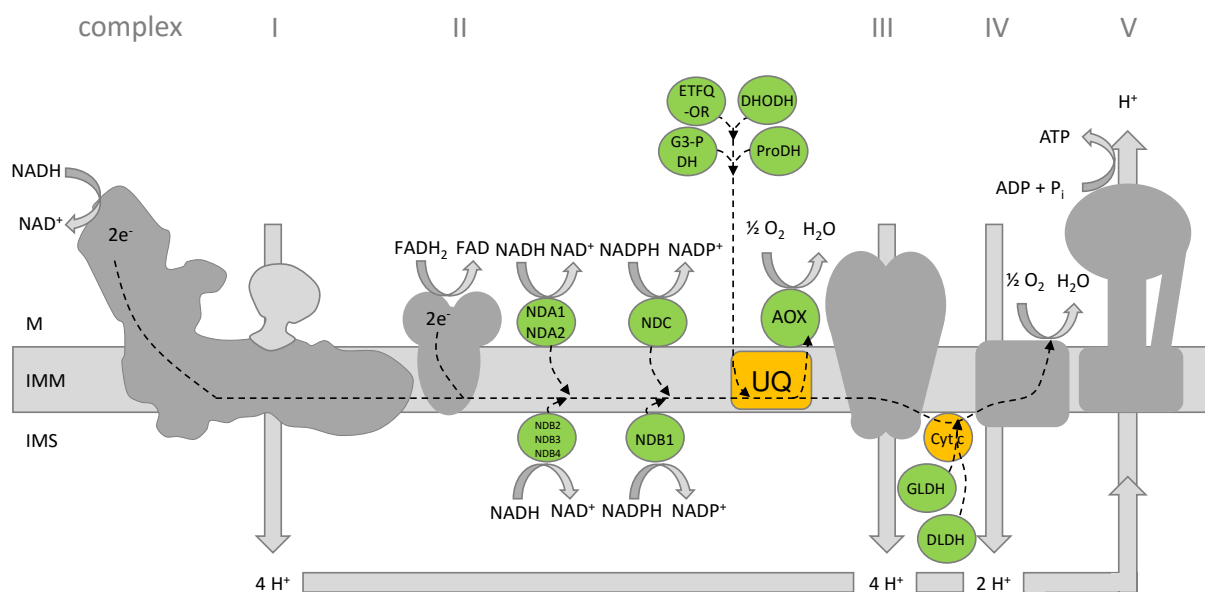 complex I II III IV V
ETFQ
-OR
DHODH
G3-P
DH
ProDH
H⁺
ATP
ADP + Pᵢ
NADH
NAD⁺
2e⁻
FADH₂ FAD NADH NAD⁺ NADPH NADP⁺
½ O₂ H₂O
½ O₂ H₂O
2e⁻
NDA1
NDA2
NDC
AOX
M
IMM
UQ
IMS
NDB2
NDB3
NDB4
NDB1
Cyt c
GLDH
DLDH
NADH NAD⁺ NADPH NADP⁺
4 H⁺ 4 H⁺ 2 H⁺